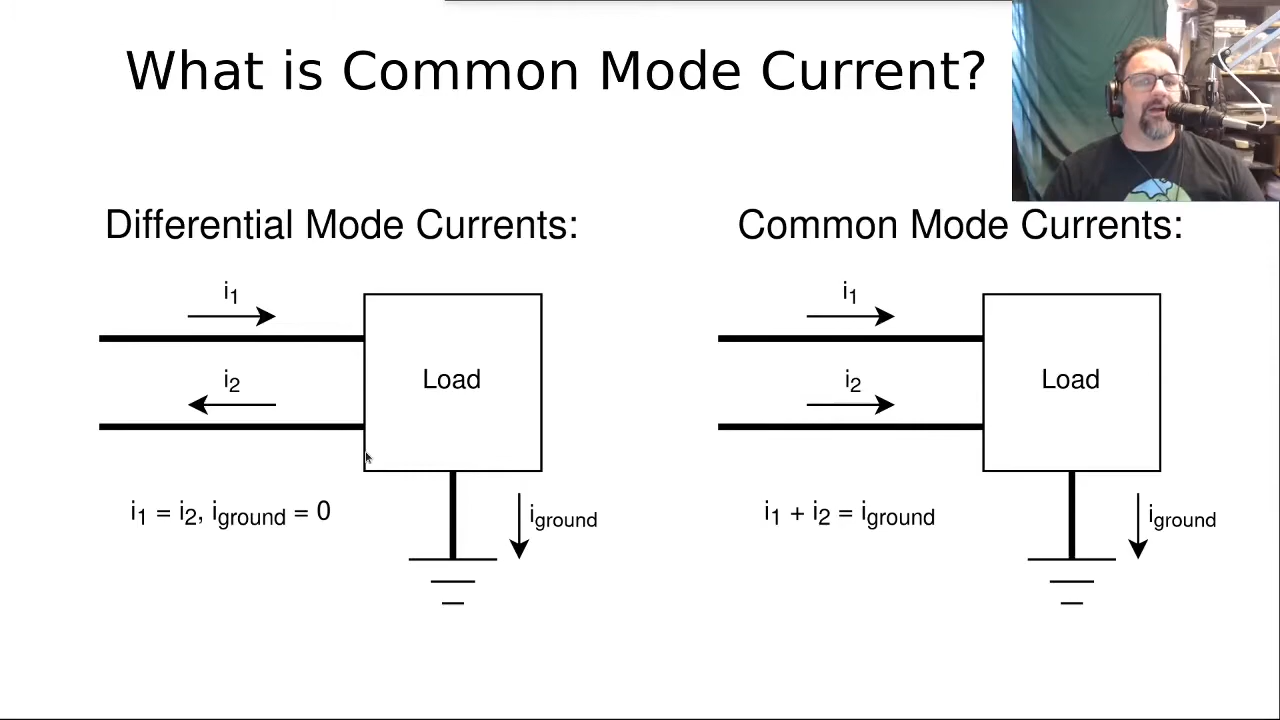 What is Common Mode Current?
Differential Mode Currents:
i1
i2
Load
i1 = i2, iground = 0
iground
Common Mode Currents:
i1
i2
Load
i1 + i2 = iground
iground